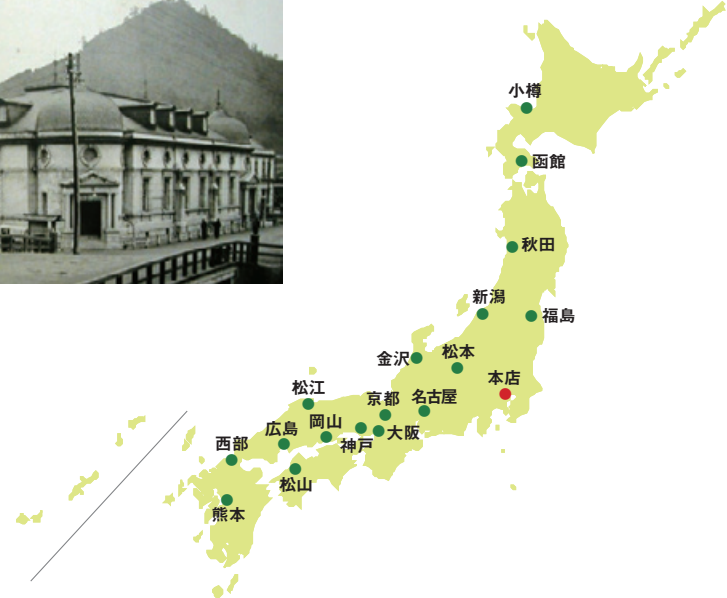 小樽
函館
秋田
新潟
福島
金沢
松本
本店
松江
京都
名古屋
岡山
広島
神戸
大阪
西部
松山
熊本